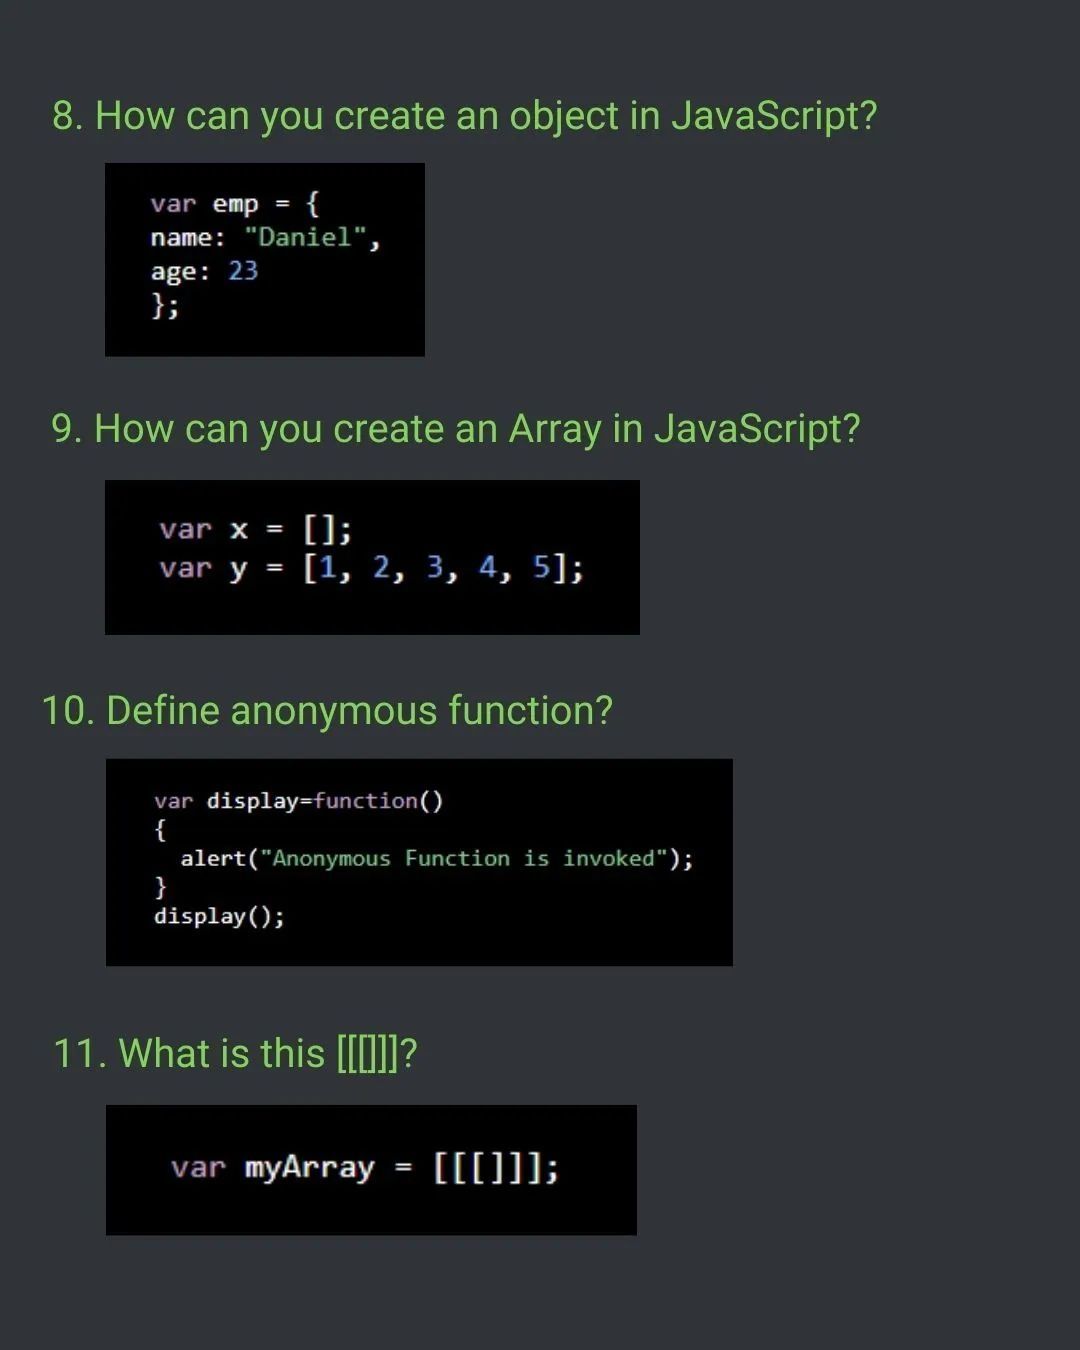 8. How can you create an object in JavaScript?
var emp = {
name: "Daniel",
age: 23
};
9. How can you create an Array in JavaScript?
var x = [];
var y = [1, 2, 3, 4, 5];
10. Define anonymous function?
var display=function()
{
  alert("Anonymous Function is invoked");
}
display();
11. What is this [[[]]]?
var myArray = [[[]]];